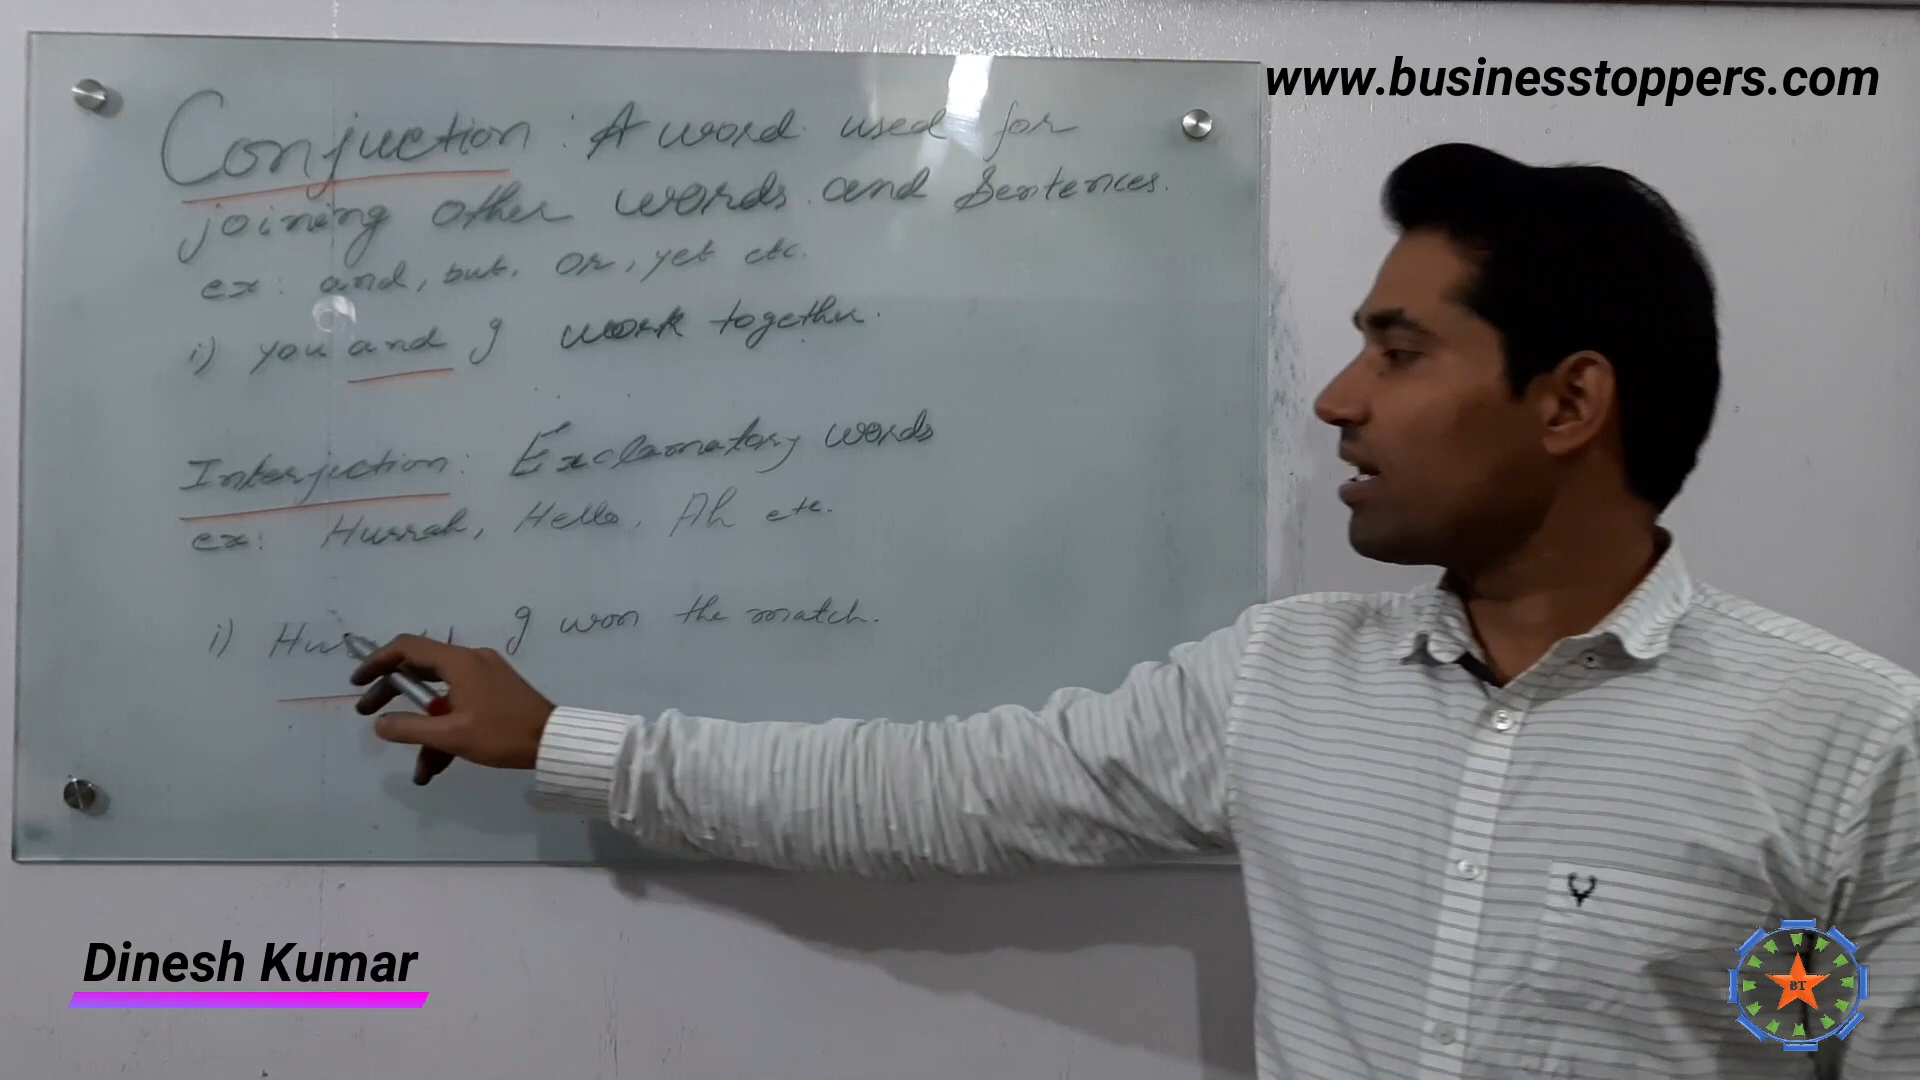 www.businesstoppers.com
Conjuction : A word used for
joining other words and Sentences.
ex: and, but, or, yet etc.
i) you and I work together.
Interjection: Exclamatory words
ex: Hurrah, Hello, Ah etc.
i) I won the match.
Dinesh Kumar
BT